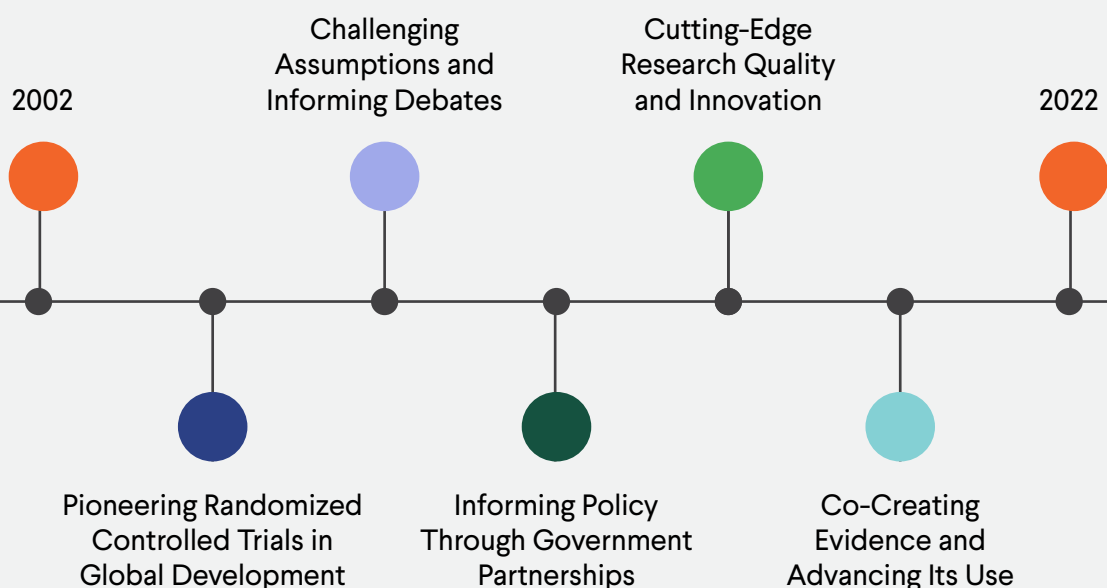 2002
Challenging
Assumptions and
Informing Debates
Cutting-Edge
Research Quality
and Innovation
2022
Pioneering Randomized
Controlled Trials in
Global Development
Informing Policy
Through Government
Partnerships
Co-Creating
Evidence and
Advancing Its Use